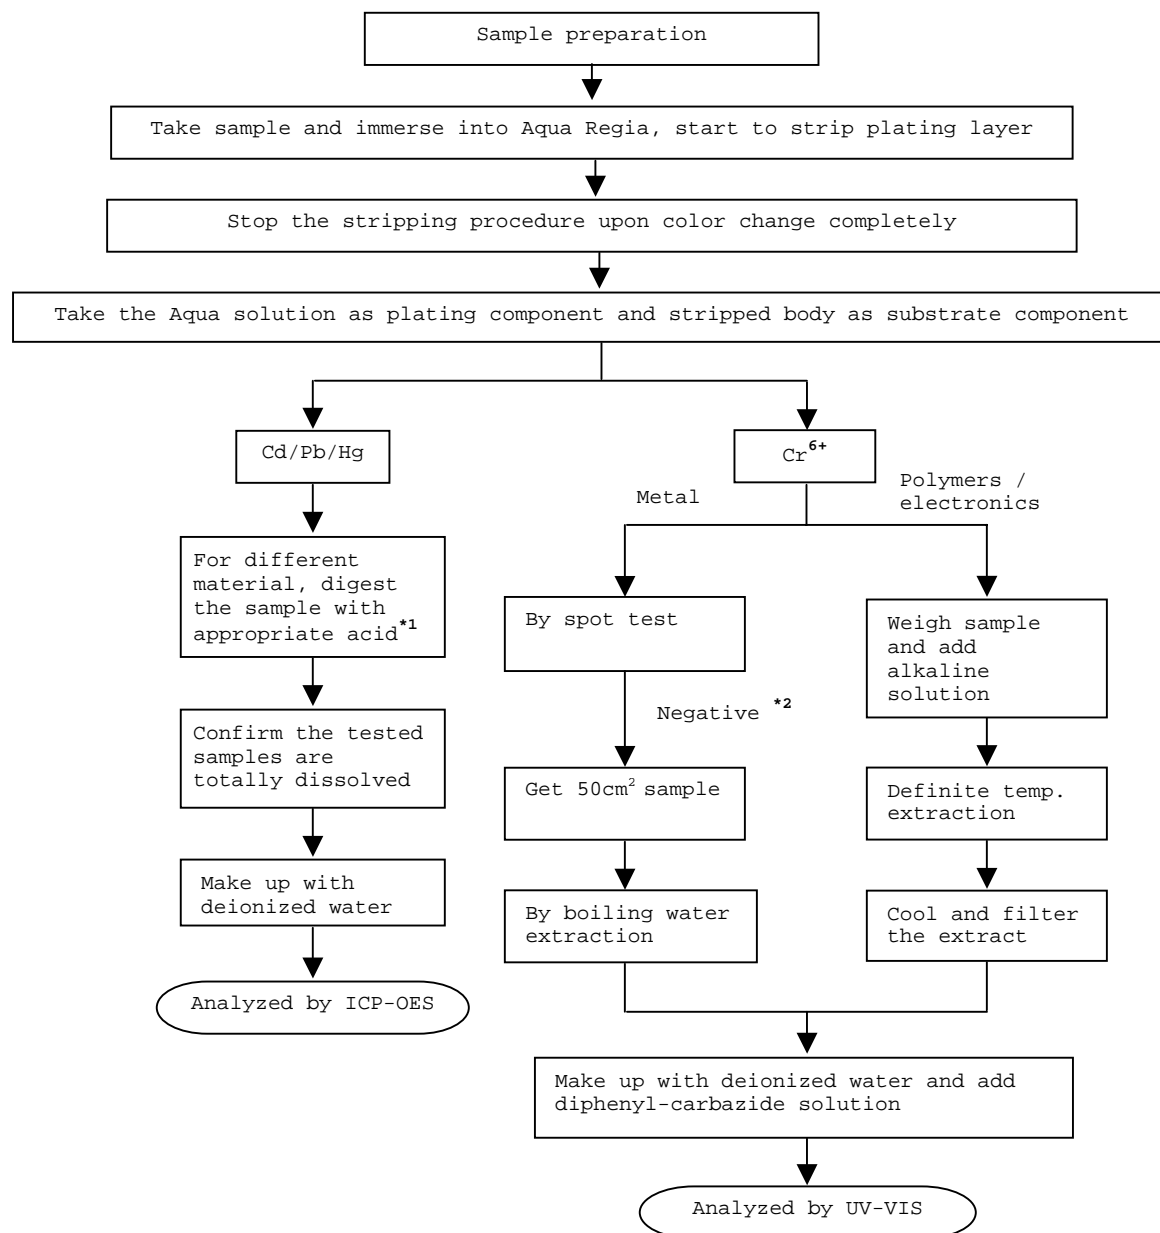 Sample preparation
Take sample and immerse into Aqua Regia, start to strip plating layer
Stop the stripping procedure upon color change completely
Take the Aqua solution as plating component and stripped body as substrate component
Cd/Pb/Hg
For different
material, digest
the sample with
appropriate acid*1
Confirm the tested
samples are
totally dissolved
Make up with
deionized water
Analyzed by ICP-OES
Cr6+
Metal
Polymers /
electronics
By spot test
Negative *2
Get 50cm2 sample
By boiling water
extraction
Weigh sample
and add
alkaline
solution
Definite temp.
extraction
Cool and filter
the extract
Make up with deionized water and add
diphenyl-carbazide solution
Analyzed by UV-VIS